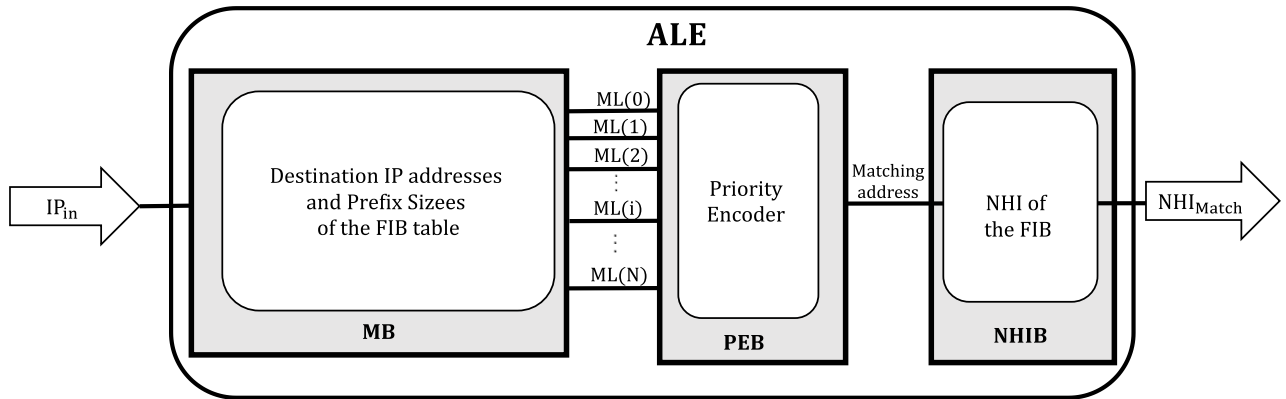 ALE
IP_in
Destination IP addresses
and Prefix Sizees
of the FIB table
MB
ML(0)
ML(1)
ML(2)
⋮
ML(i)
⋮
ML(N)
Priority
Encoder
PEB
Matching
address
NHI of
the FIB
NHIB
NHI_Match